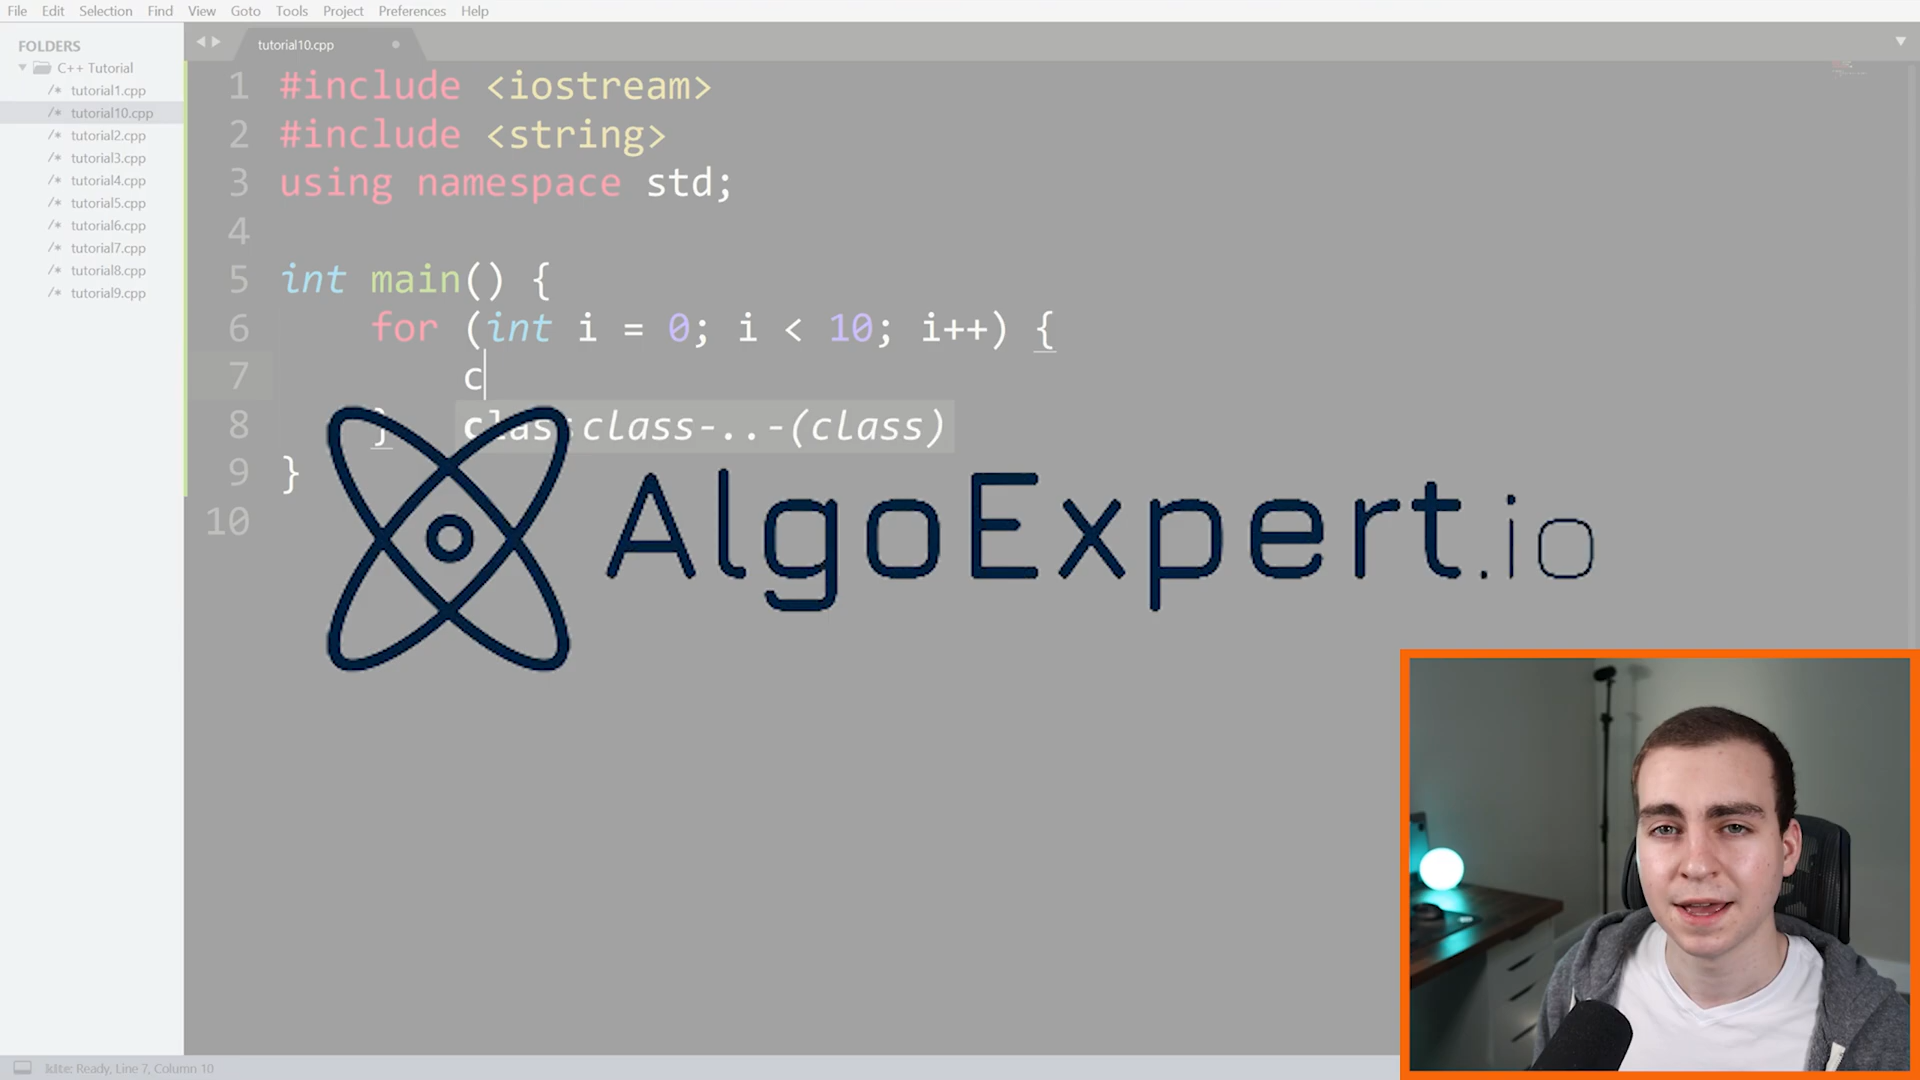 File Edit Selection Find View Goto Tools Project Preferences Help
FOLDERS
C++ Tutorial
/* tutorial1.cpp
/* tutorial10.cpp
/* tutorial2.cpp
/* tutorial3.cpp
/* tutorial4.cpp
/* tutorial5.cpp
/* tutorial6.cpp
/* tutorial7.cpp
/* tutorial8.cpp
/* tutorial9.cpp
tutorial10.cpp
1 #include <iostream>
2 #include <string>
3 using namespace std;
4
5 int main() {
6 for (int i = 0; i < 10; i++) {
7 c
8 }
class-..-(class)
9 }
10
AlgoExpert.io
Ready, Line 7, Column 10